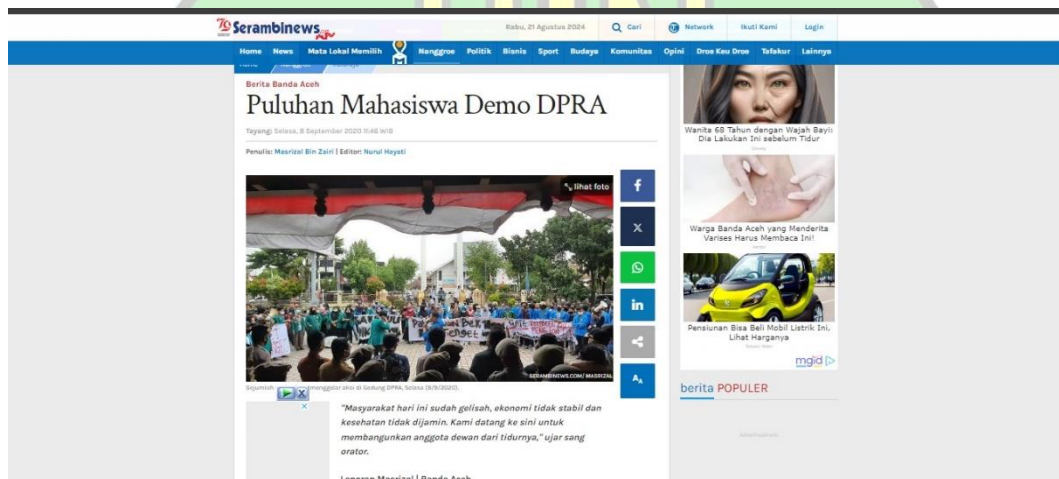 Serambinews
Rabu, 21 Agustus 2024
Cari
Network
Ikuti Kami
Login
Home
News
Mata Lokal Memilih
Nanggroe
Politik
Bisnis
Sport
Budaya
Komunitas
Opini
Droe Keu Droe
Tafakur
Lainnya
Home
Berita Banda Aceh
Puluhan Mahasiswa Demo DPRA
Tayang: Selasa, 8 September 2020 11:46 WIB
Penulis: Masrizal Bin Zairi | Editor: Nurul Hayati
lihat foto
SERAMBINEWS.COM/ MASRIZAL
Sejumlah menggelar aksi di Gedung DPRA, Selasa (8/9/2020).
"Masyarakat hari ini sudah gelisah, ekonomi tidak stabil dan
kesehatan tidak dijamin. Kami datang ke sini untuk
membangunkan anggota dewan dari tidurnya," ujar sang
orator.
Laporan Masrizal | Banda Aceh
Wanita 68 Tahun dengan Wajah Bayi:
Dia Lakukan Ini sebelum
Tidur
Warga Banda Aceh yang Menderita
Varises Harus Membaca Ini!
Pensiunan Bisa Beli Mobil Listrik Ini,
Lihat Harganya
mgid
berita POPULER
Advertisement